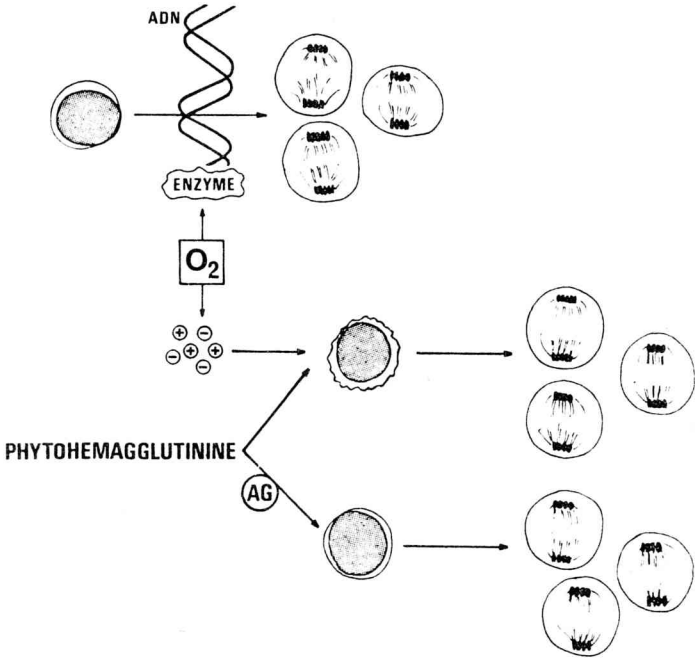 ADN
ENZYME
O2
⊕ ⊖
⊖ ⊕ ⊕
⊖ ⊖
PHYTOHEMAGGLUTININE
AG